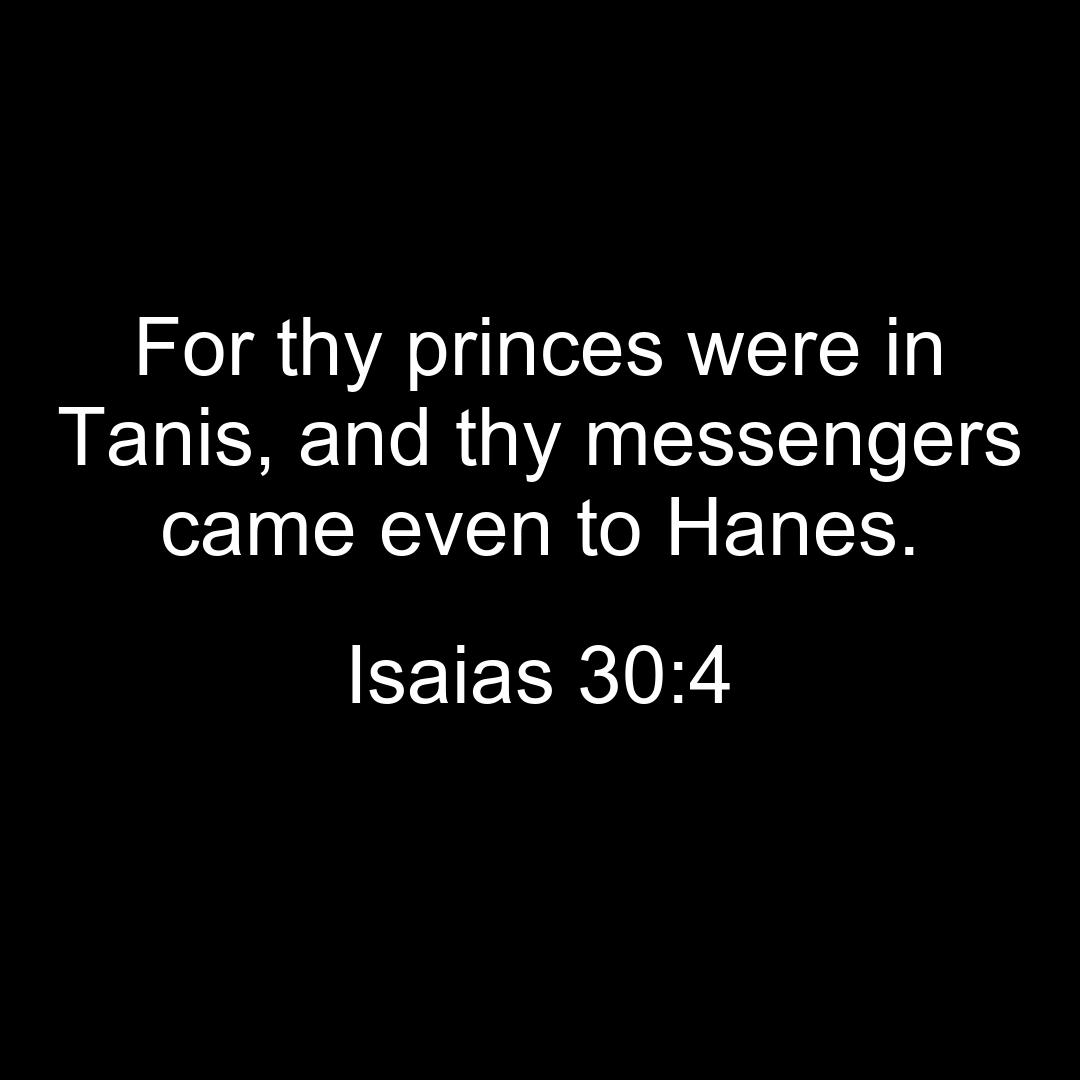 For thy princes were in
Tanis, and thy messengers
came even to Hanes.
Isaias 30:4